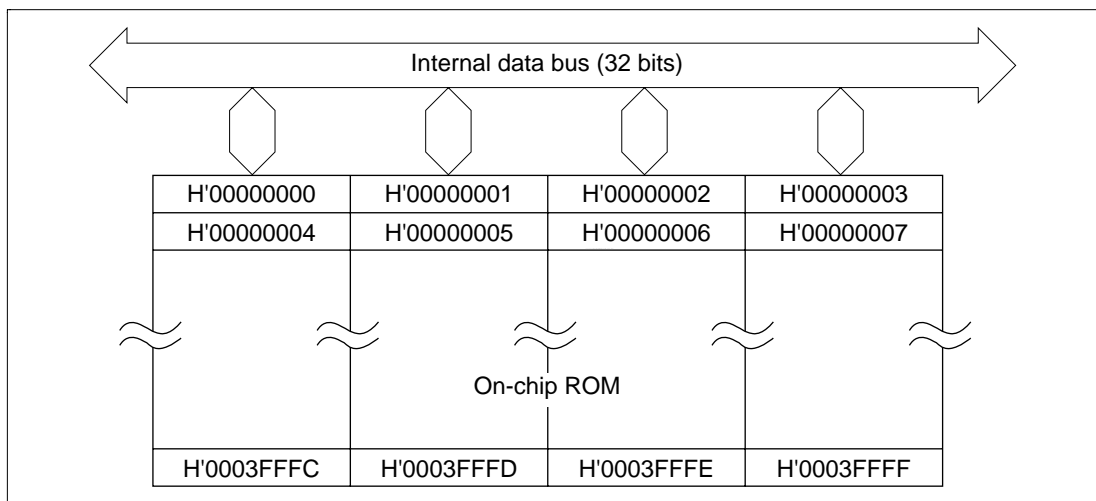 Internal data bus (32 bits)
H'00000000 H'00000001 H'00000002 H'00000003
H'00000004 H'00000005 H'00000006 H'00000007
On-chip ROM
H'0003FFFC H'0003FFFD H'0003FFFE H'0003FFFF